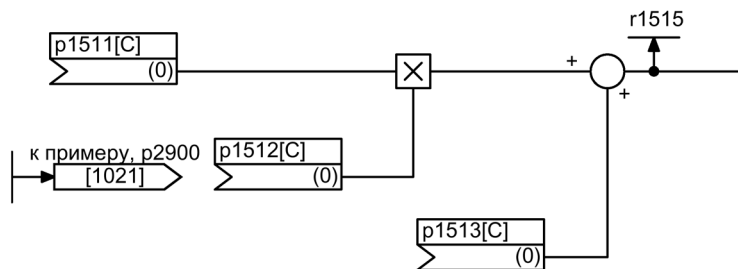 r1515
p1511[C]
(0)
+
+
к примеру, p2900
[1021]
p1512[C]
(0)
p1513[C]
(0)